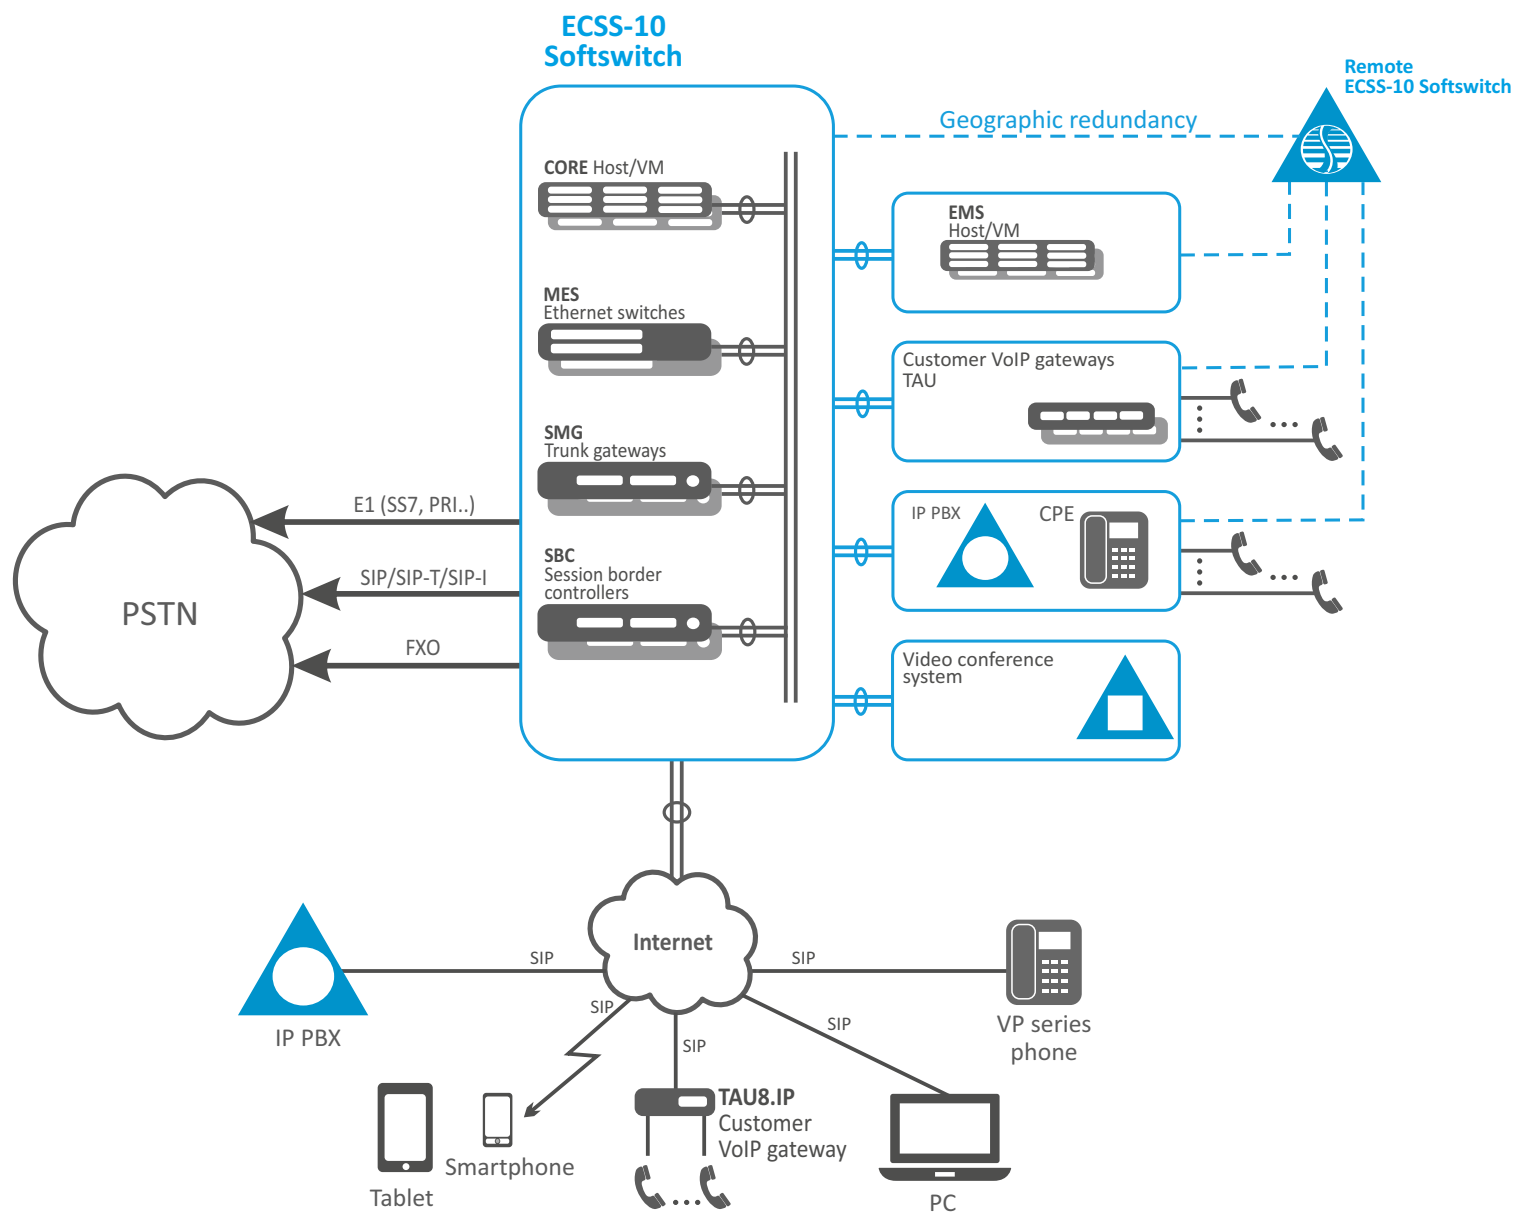 ECSS-10
Softswitch
Remote
ECSS-10 Softswitch
Geographic redundancy
CORE Host/VM
EMS
Host/VM
MES
Ethernet switches
Customer VoIP gateways
TAU
SMG
Trunk gateways
E1 (SS7, PRI..)
IP PBX
CPE
SBC
Session border
controllers
SIP/SIP-T/SIP-I
PSTN
FXO
Video conference
system
Internet
SIP
SIP
SIP
SIP
SIP
IP PBX
VP series
phone
TAU8.IP
Customer
VoIP gateway
Smartphone
Tablet
PC